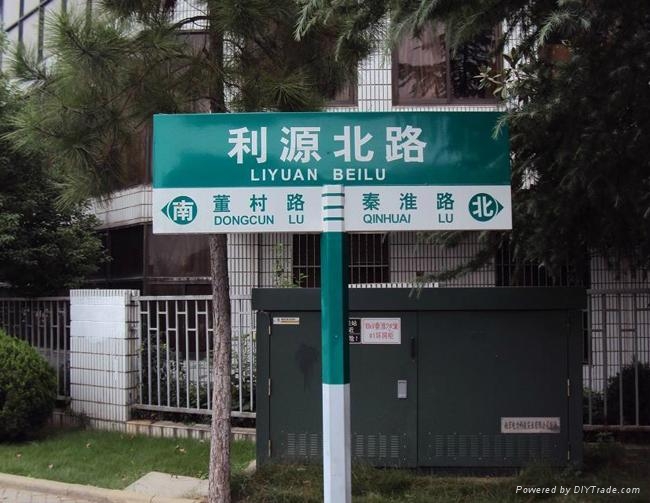 利源北路
LIYUAN BEILU
南 董村路 秦淮路 北
DONGCUN LU QINHUAI LU
Powered by DIYTrade.com